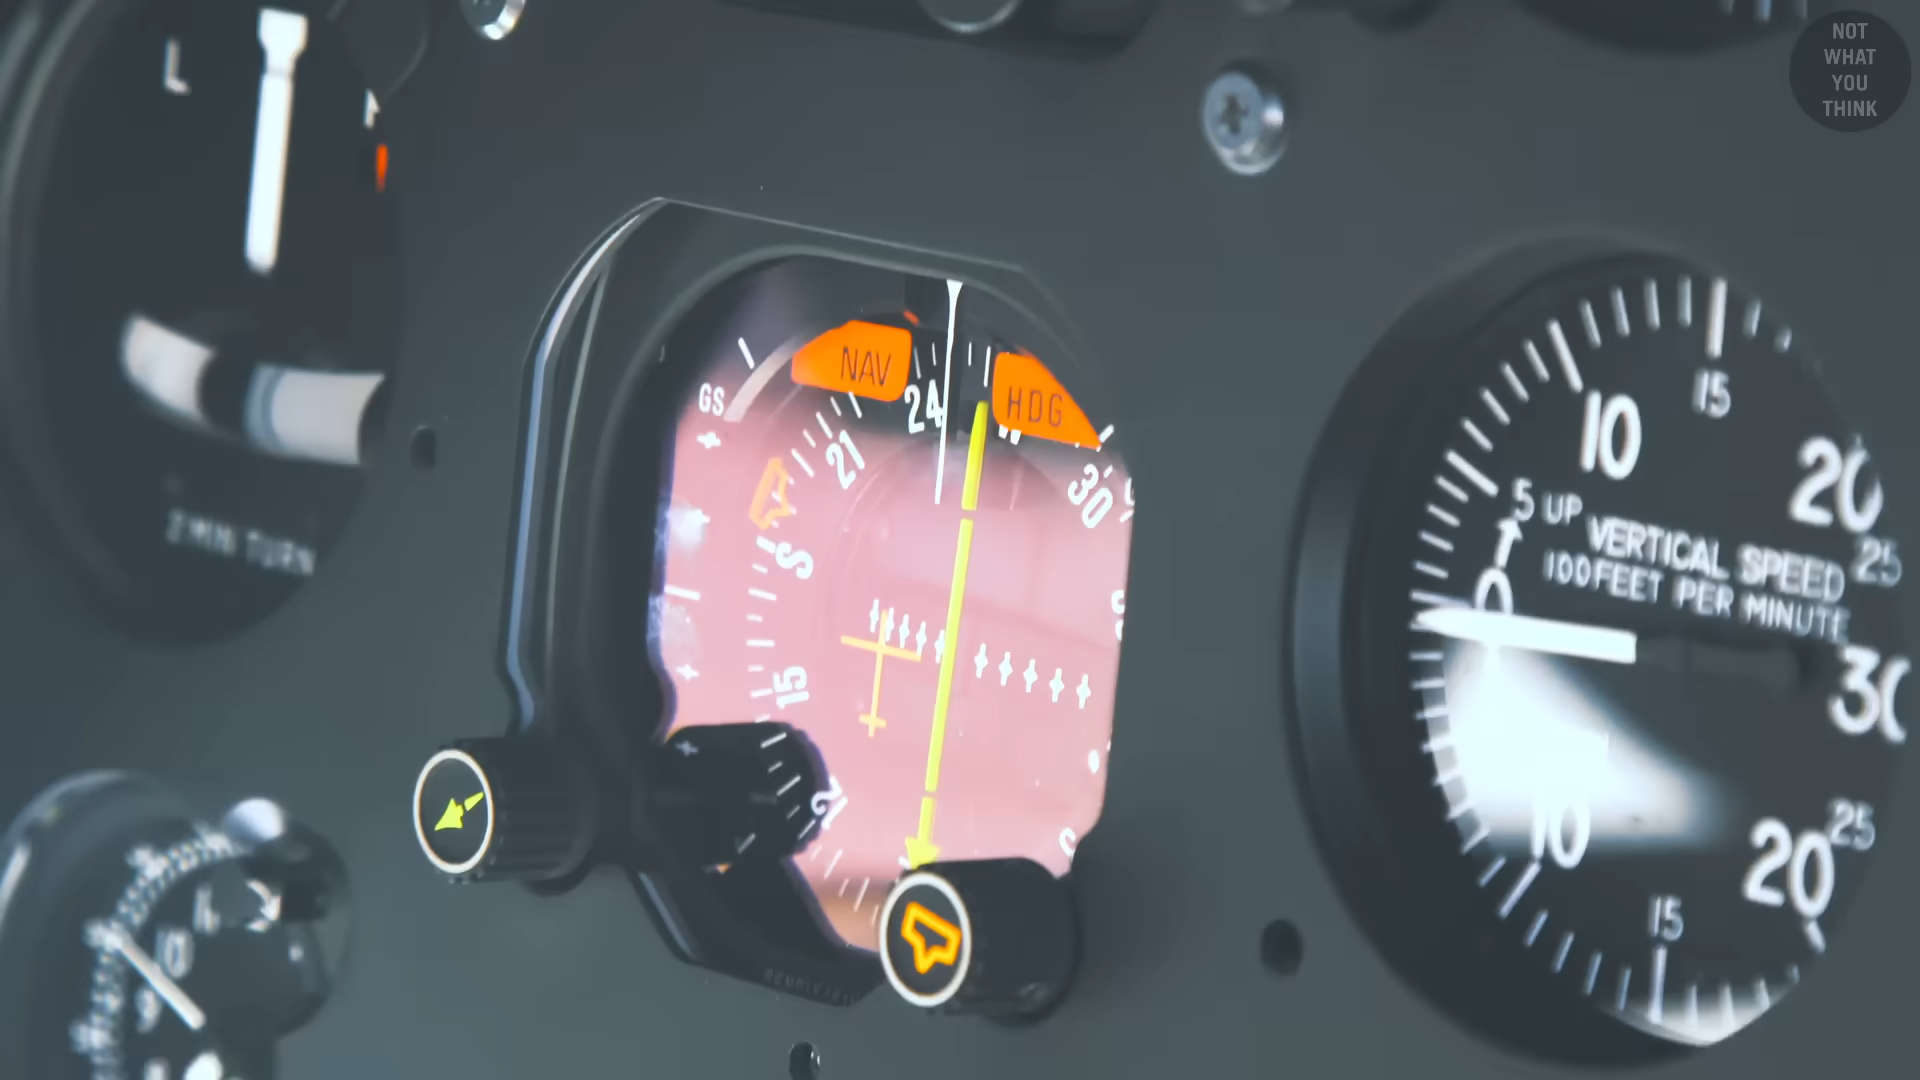 NOT
WHAT
YOU
THINK
L
2 MIN TURN
NAV
HDG
GS
24
21
30
S
15
12
15
10
20
5 UP
VERTICAL SPEED
25
100 FEET PER MINUTE
0
30
10
25
20
15